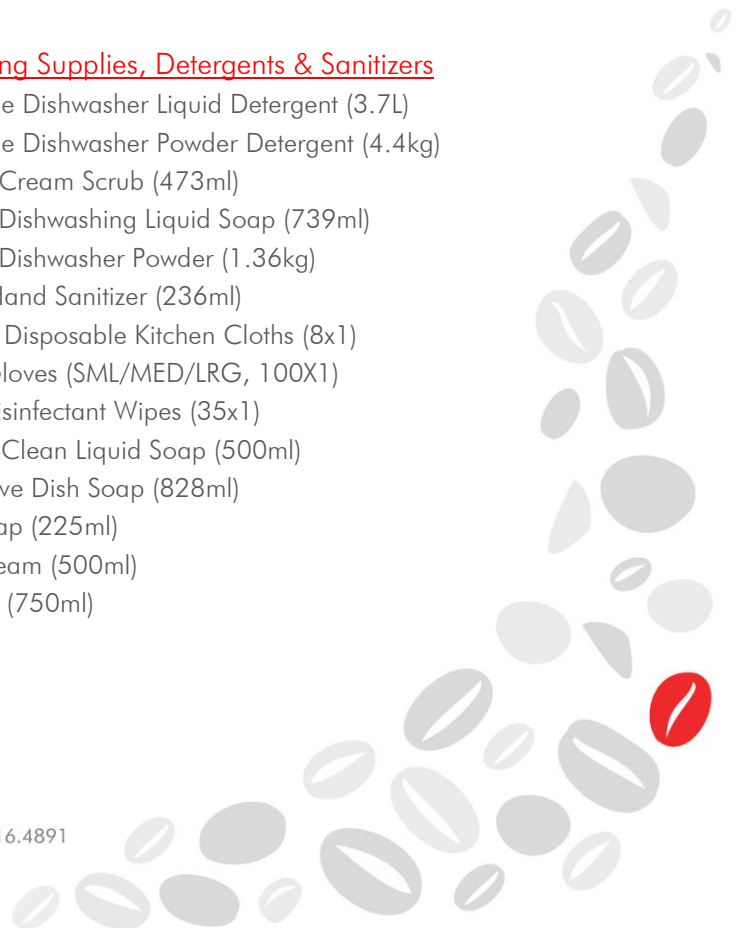 ng Supplies, Detergents & Sanitizers
e Dishwasher Liquid Detergent (3.7L)
e Dishwasher Powder Detergent (4.4kg)
Cream Scrub (473ml)
Dishwashing Liquid Soap (739ml)
Dishwasher Powder (1.36kg)
Hand Sanitizer (236ml)
Disposable Kitchen Cloths (8x1)
Gloves (SML/MED/LRG, 100X1)
isinfectant Wipes (35x1)
Clean Liquid Soap (500ml)
ve Dish Soap (828ml)
ap (225ml)
eam (500ml)
(750ml)
16.4891